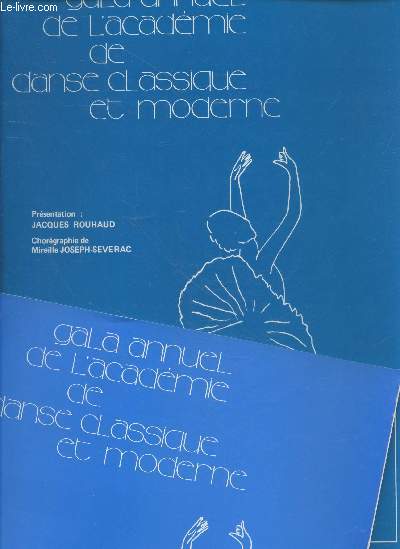 Le-livre.com
gala annuel
de l'académie
de
danse classique
et moderne
Présentation :
JACQUES ROUHAUD
Chorégraphie de
Mireille JOSEPH-SEVERAC
gala annuel
de l'académie
de
danse classique
et moderne